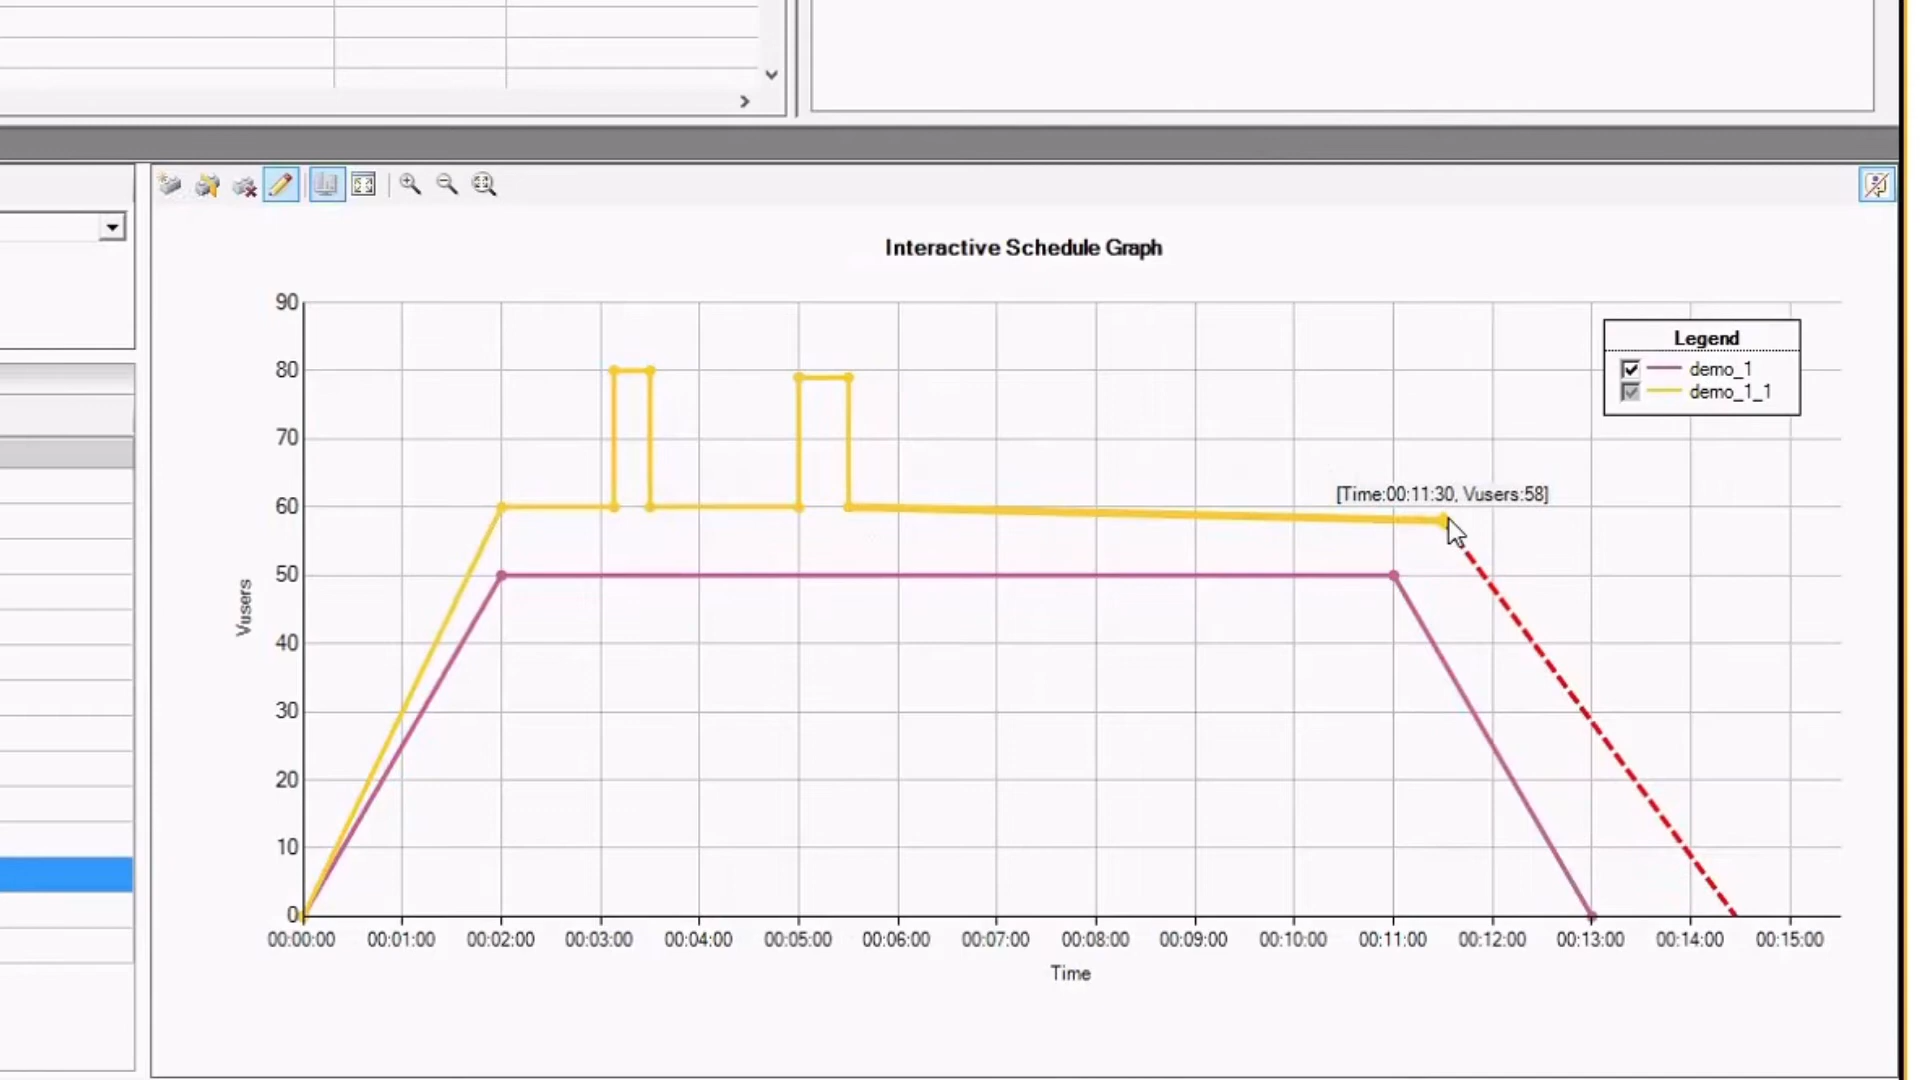 Interactive Schedule Graph
90
80
70
60
50
40
30
20
10
0
Vusers
Legend
demo_1
demo_1_1
[Time:00:11:30, Vusers:58]
00:00:00 00:01:00 00:02:00 00:03:00 00:04:00 00:05:00 00:06:00 00:07:00 00:08:00 00:09:00 00:10:00 00:11:00 00:12:00 00:13:00 00:14:00 00:15:00
Time